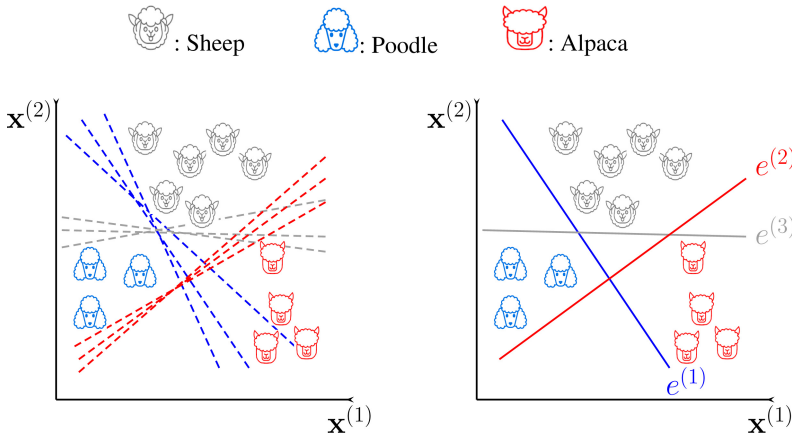 : Sheep : Poodle : Alpaca
x^(2) x^(2)
e^(2)
e^(3)
e^(1)
x^(1) x^(1)